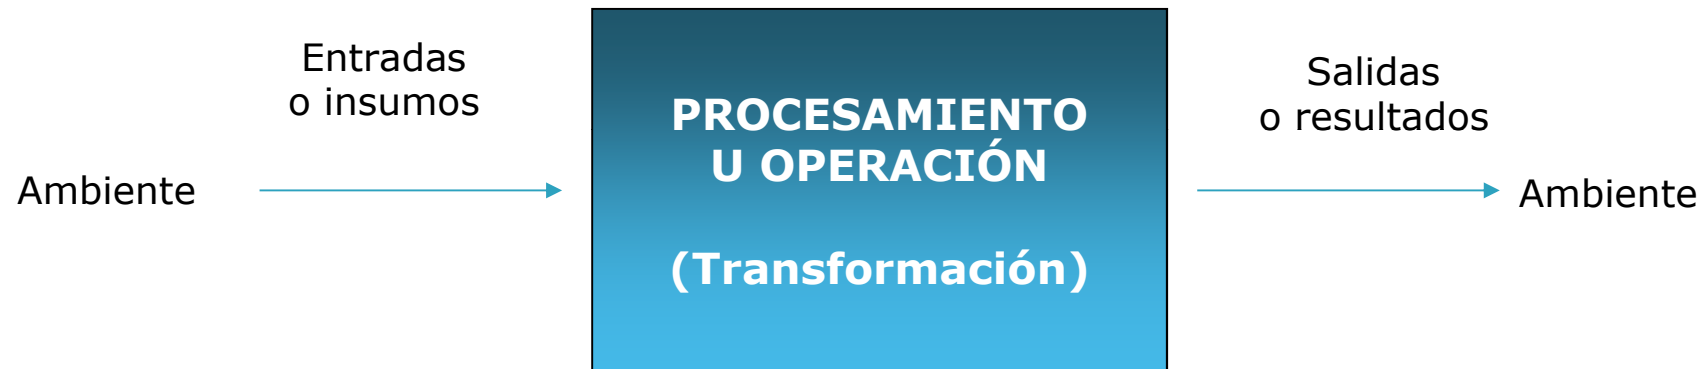 Ambiente
Entradas
o insumos
PROCESAMIENTO
U OPERACIÓN
(Transformación)
Salidas
o resultados
Ambiente